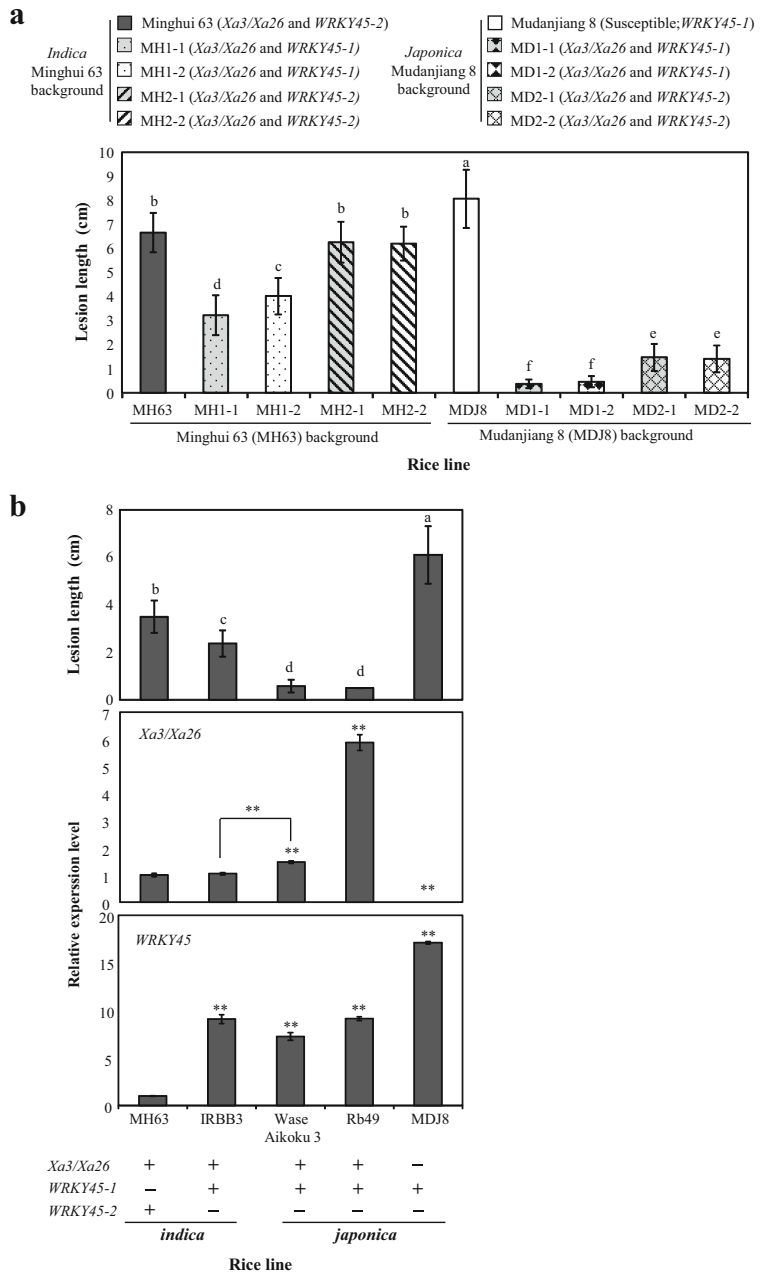 a
Indica
Minghui 63
background
Minghui 63 (Xa3/Xa26 and WRKY45-2)
MH1-1 (Xa3/Xa26 and WRKY45-1)
MH1-2 (Xa3/Xa26 and WRKY45-1)
MH2-1 (Xa3/Xa26 and WRKY45-2)
MH2-2 (Xa3/Xa26 and WRKY45-2)
Japonica
Mudanjiang 8
background
Mudanjiang 8 (Susceptible;WRKY45-1)
MD1-1 (Xa3/Xa26 and WRKY45-1)
MD1-2 (Xa3/Xa26 and WRKY45-1)
MD2-1 (Xa3/Xa26 and WRKY45-2)
MD2-2 (Xa3/Xa26 and WRKY45-2)
Lesion length (cm)
10
9
8
7
6
5
4
3
2
1
0
b d c b b a f f e e
MH63 MH1-1 MH1-2 MH2-1 MH2-2 MDJ8 MD1-1 MD1-2 MD2-1 MD2-2
Minghui 63 (MH63) background Mudanjiang 8 (MDJ8) background
Rice line
b
Lesion length (cm)
8
6
4
2
0
b c d d a
Relative experssion level
7
6
5
4
3
2
1
0
Xa3/Xa26
** ** ** **
20
15
10
5
0
WRKY45
** ** ** **
MH63 IRBB3 Wase Rb49 MDJ8
Aikoku 3
Xa3/Xa26 + + + + –
WRKY45-1 – + + + +
WRKY45-2 + – – – –
indica japonica
Rice line